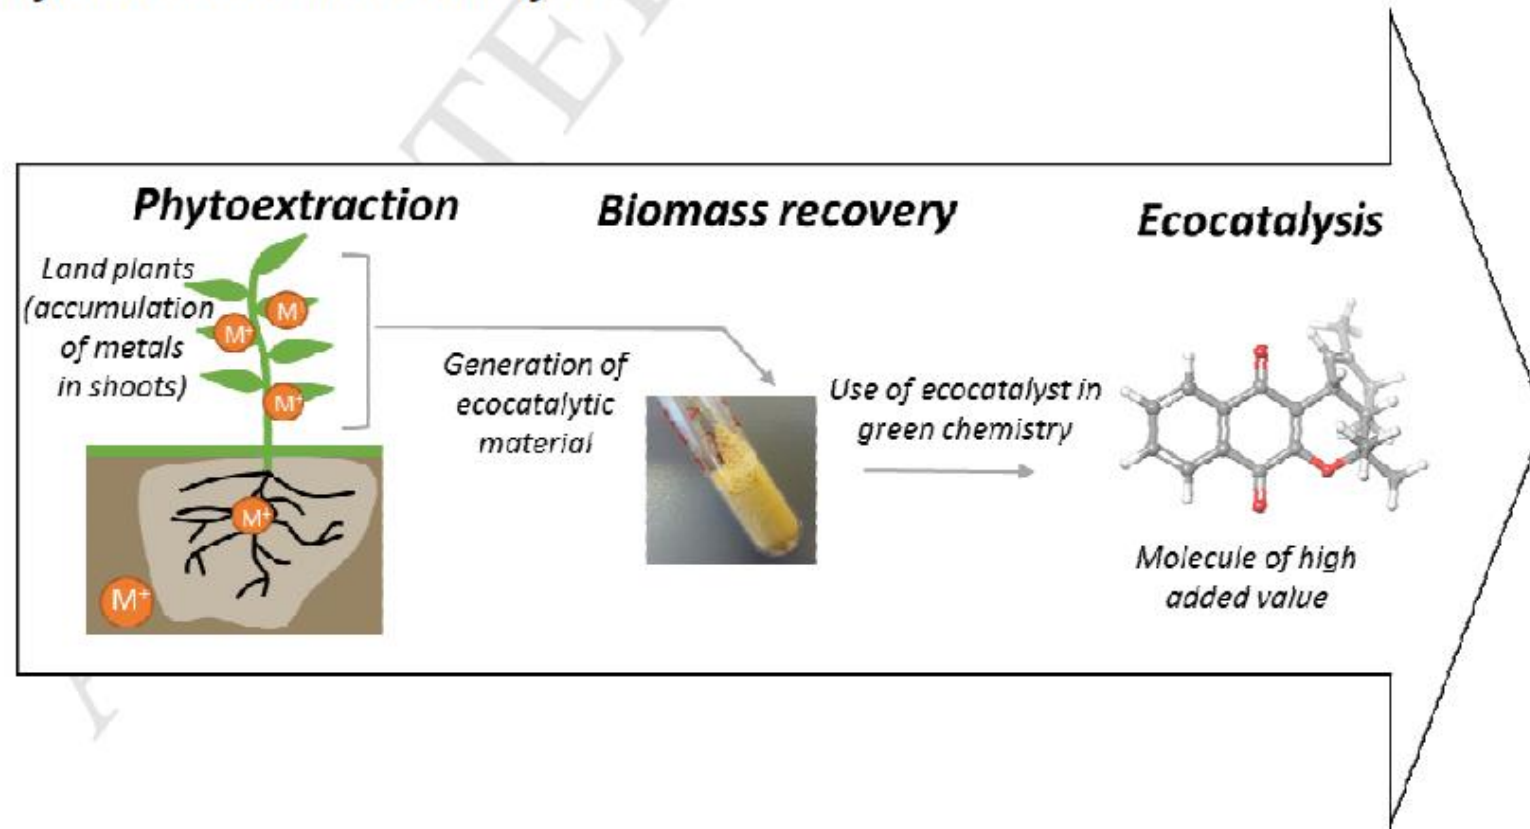 Phytoextraction
Land plants
(accumulation
of metals
in shoots)
M
M⁺
M⁺
M⁺
M⁺
Generation of
ecocatalytic
material
Biomass recovery
Use of ecocatalyst in
green chemistry
Ecocatalysis
Molecule of high
added value